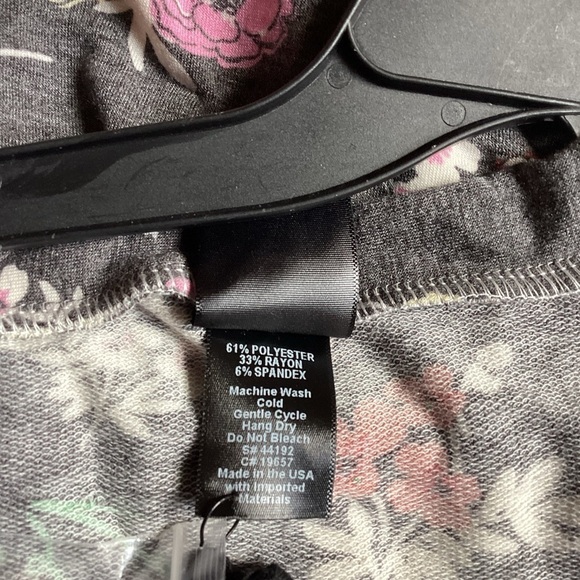 61% POLYESTER
33% RAYON
6% SPANDEX
Machine Wash
Cold
Gentle Cycle
Hang Dry
Do Not Bleach
S# 44192
C# 19657
Made in the USA
with Imported
Materials